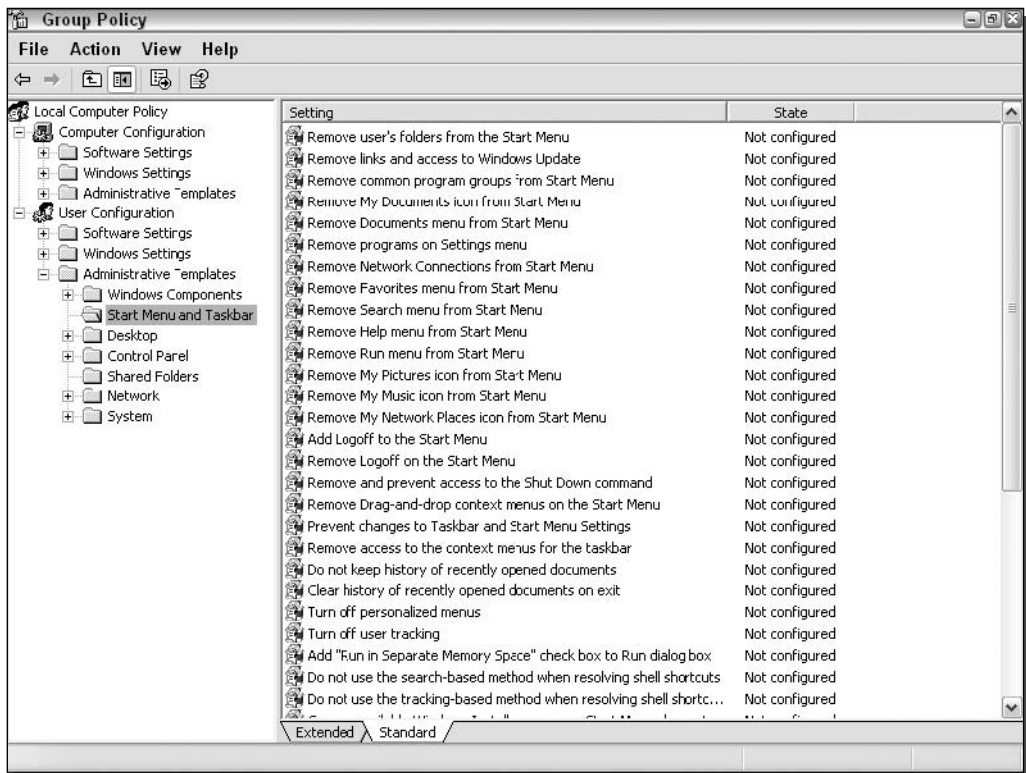 Group Policy
File Action View Help
Local Computer Policy
Computer Configuration
Software Settings
Windows Settings
Administrative Templates
User Configuration
Software Settings
Windows Settings
Administrative Templates
Windows Components
Start Menu and Taskbar
Desktop
Control Panel
Shared Folders
Network
System
Setting State
Remove user's folders from the Start Menu Not configured
Remove links and access to Windows Update Not configured
Remove common program groups from Start Menu Not configured
Remove My Documents icon from Start Menu Not configured
Remove Documents menu from Start Menu Not configured
Remove programs on Settings menu Not configured
Remove Network Connections from Start Menu Not configured
Remove Favorites menu from Start Menu Not configured
Remove Search menu from Start Menu Not configured
Remove Help menu from Start Menu Not configured
Remove Run menu from Start Menu Not configured
Remove My Pictures icon from Start Menu Not configured
Remove My Music icon from Start Menu Not configured
Remove My Network Places icon from Start Menu Not configured
Add Logoff to the Start Menu Not configured
Remove Logoff on the Start Menu Not configured
Remove and prevent access to the Shut Down command Not configured
Remove Drag-and-drop context menus on the Start Menu Not configured
Prevent changes to Taskbar and Start Menu Settings Not configured
Remove access to the context menus for the taskbar Not configured
Do not keep history of recently opened documents Not configured
Clear history of recently opened documents on exit Not configured
Turn off personalized menus Not configured
Turn off user tracking Not configured
Add "Run in Separate Memory Space" check box to Run dialog box Not configured
Do not use the search-based method when resolving shell shortcuts Not configured
Do not use the tracking-based method when resolving shell shortc... Not configured
Extended Standard